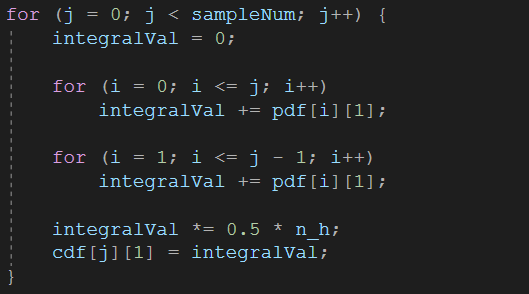 for (j = 0; j < sampleNum; j++) {
    integralVal = 0;
    for (i = 0; i <= j; i++)
        integralVal += pdf[i][1];
    for (i = 1; i <= j - 1; i++)
        integralVal += pdf[i][1];
    integralVal *= 0.5 * n_h;
    cdf[j][1] = integralVal;
}